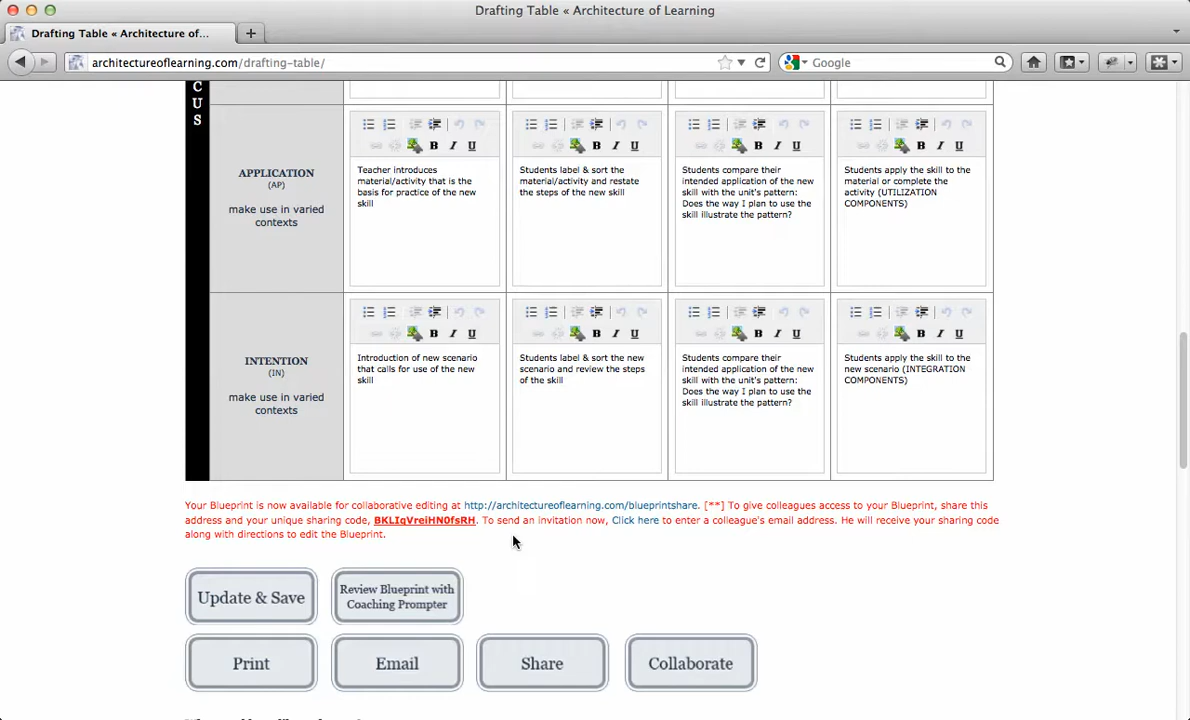 Drafting Table « Architecture of Learning
Drafting Table « Architecture of...
architectureoflearning.com/drafting-table/
Google
C
U
S
APPLICATION
(AP)
make use in varied
contexts
B I U
Teacher introduces
material/activity that is the
basis for practice of the new
skill
B I U
Students label & sort the
material/activity and restate
the steps of the new skill
B I U
Students compare their
intended application of the new
skill with the unit's pattern:
Does the way I plan to use the
skill illustrate the pattern?
B I U
Students apply the skill to the
material or complete the
activity (UTILIZATION
COMPONENTS)
INTENTION
(IN)
make use in varied
contexts
B I U
Introduction of new scenario
that calls for use of the new
skill
B I U
Students label & sort the new
scenario and review the steps
of the skill
B I U
Students compare their
intended application of the new
skill with the unit's pattern:
Does the way I plan to use the
skill illustrate the pattern?
B I U
Students apply the skill to the
new scenario (INTEGRATION
COMPONENTS)
Your Blueprint is now available for collaborative editing at http://architectureoflearning.com/blueprintshare. [**] To give colleagues access to your Blueprint, share this
address and your unique sharing code, BKLIqVreiHN0fsRH. To send an invitation now, Click here to enter a colleague's email address. He will receive your sharing code
along with directions to edit the Blueprint.
Update & Save
Review Blueprint with
Coaching Prompter
Print
Email
Share
Collaborate